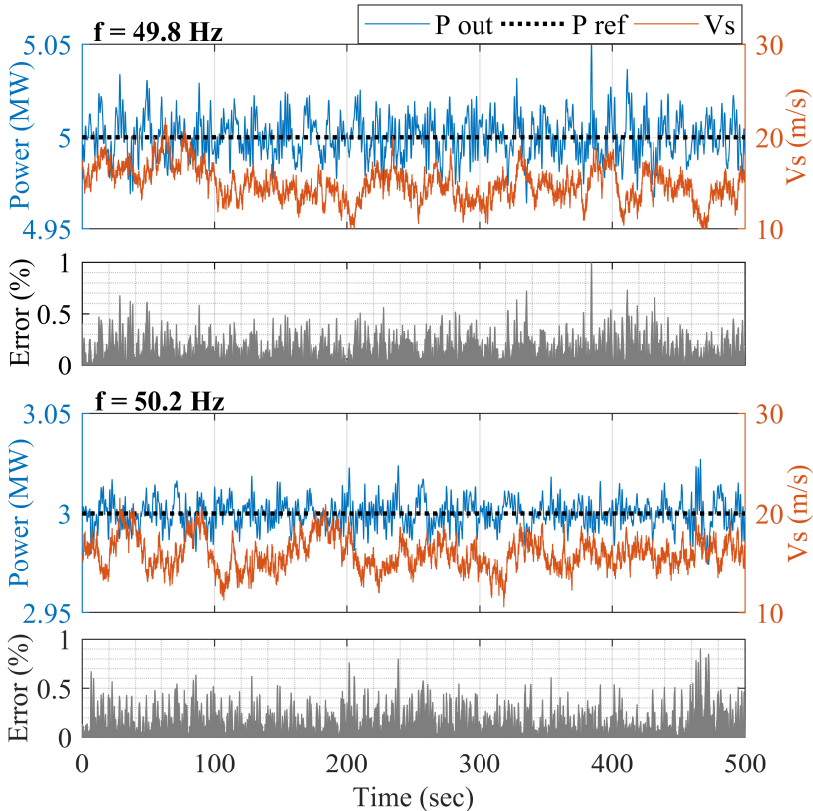 P out P ref Vs
f = 49.8 Hz
5.05
5
4.95
Power (MW)
30
20
10
Vs (m/s)
1
0.5
0
Error (%)
f = 50.2 Hz
3.05
3
2.95
Power (MW)
30
20
10
Vs (m/s)
1
0.5
0
Error (%)
0 100 200 300 400 500
Time (sec)